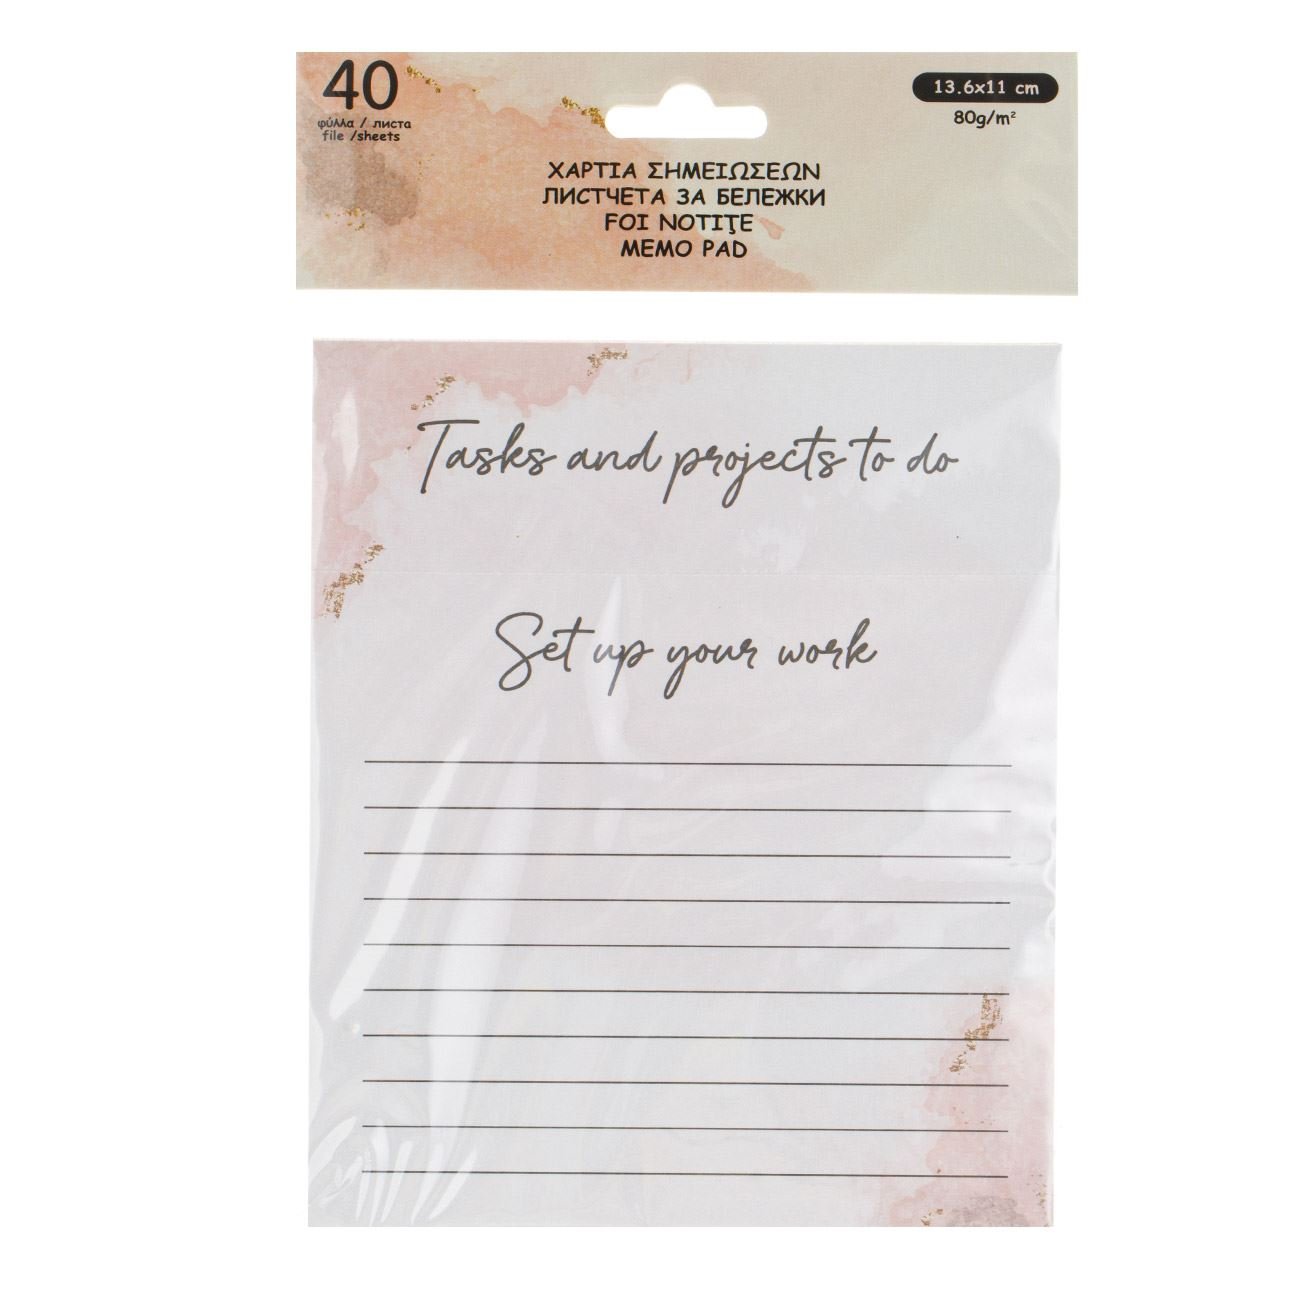 40
φύλλα / листа
file /sheets
13.6x11 cm
80g/m²
ΧΑΡΤΙΑ ΣΗΜΕΙΩΣΕΩΝ
ЛИСТЧЕТА ЗА БЕЛЕЖКИ
FOI NOTIŢE
MEMO PAD
Tasks and projects to do
Set up your work